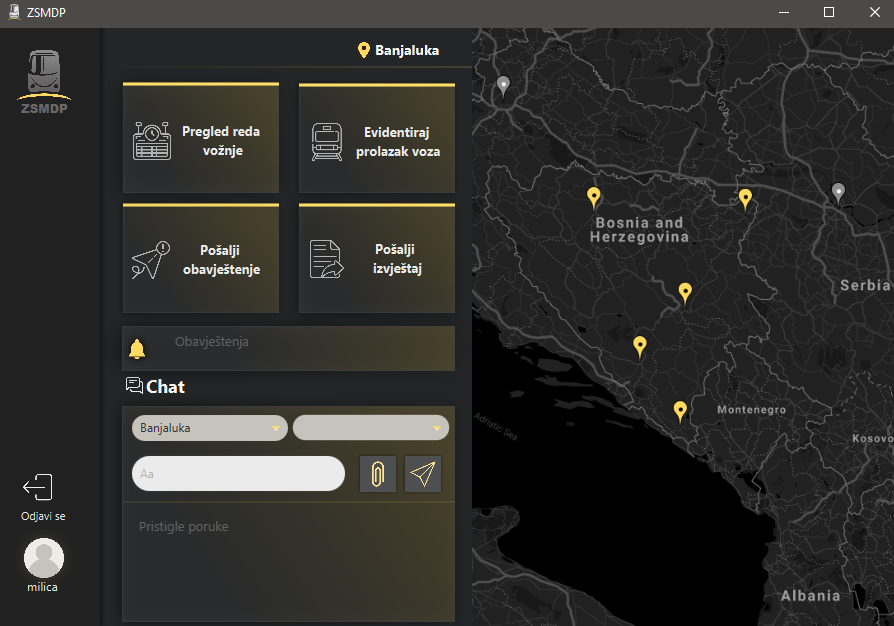 ZSMDP
ZSMDP
Banjaluka
Pregled reda
vožnje
Evidentiraj
prolazak voza
Pošalji
obavještenje
Pošalji
izvještaj
Obavještenja
Chat
Banjaluka
Aa
Pristigle poruke
Odjavi se
milica
Bosnia and
Herzegovina
Serbia
Montenegro
Kosovo
Adriatic Sea
Albania